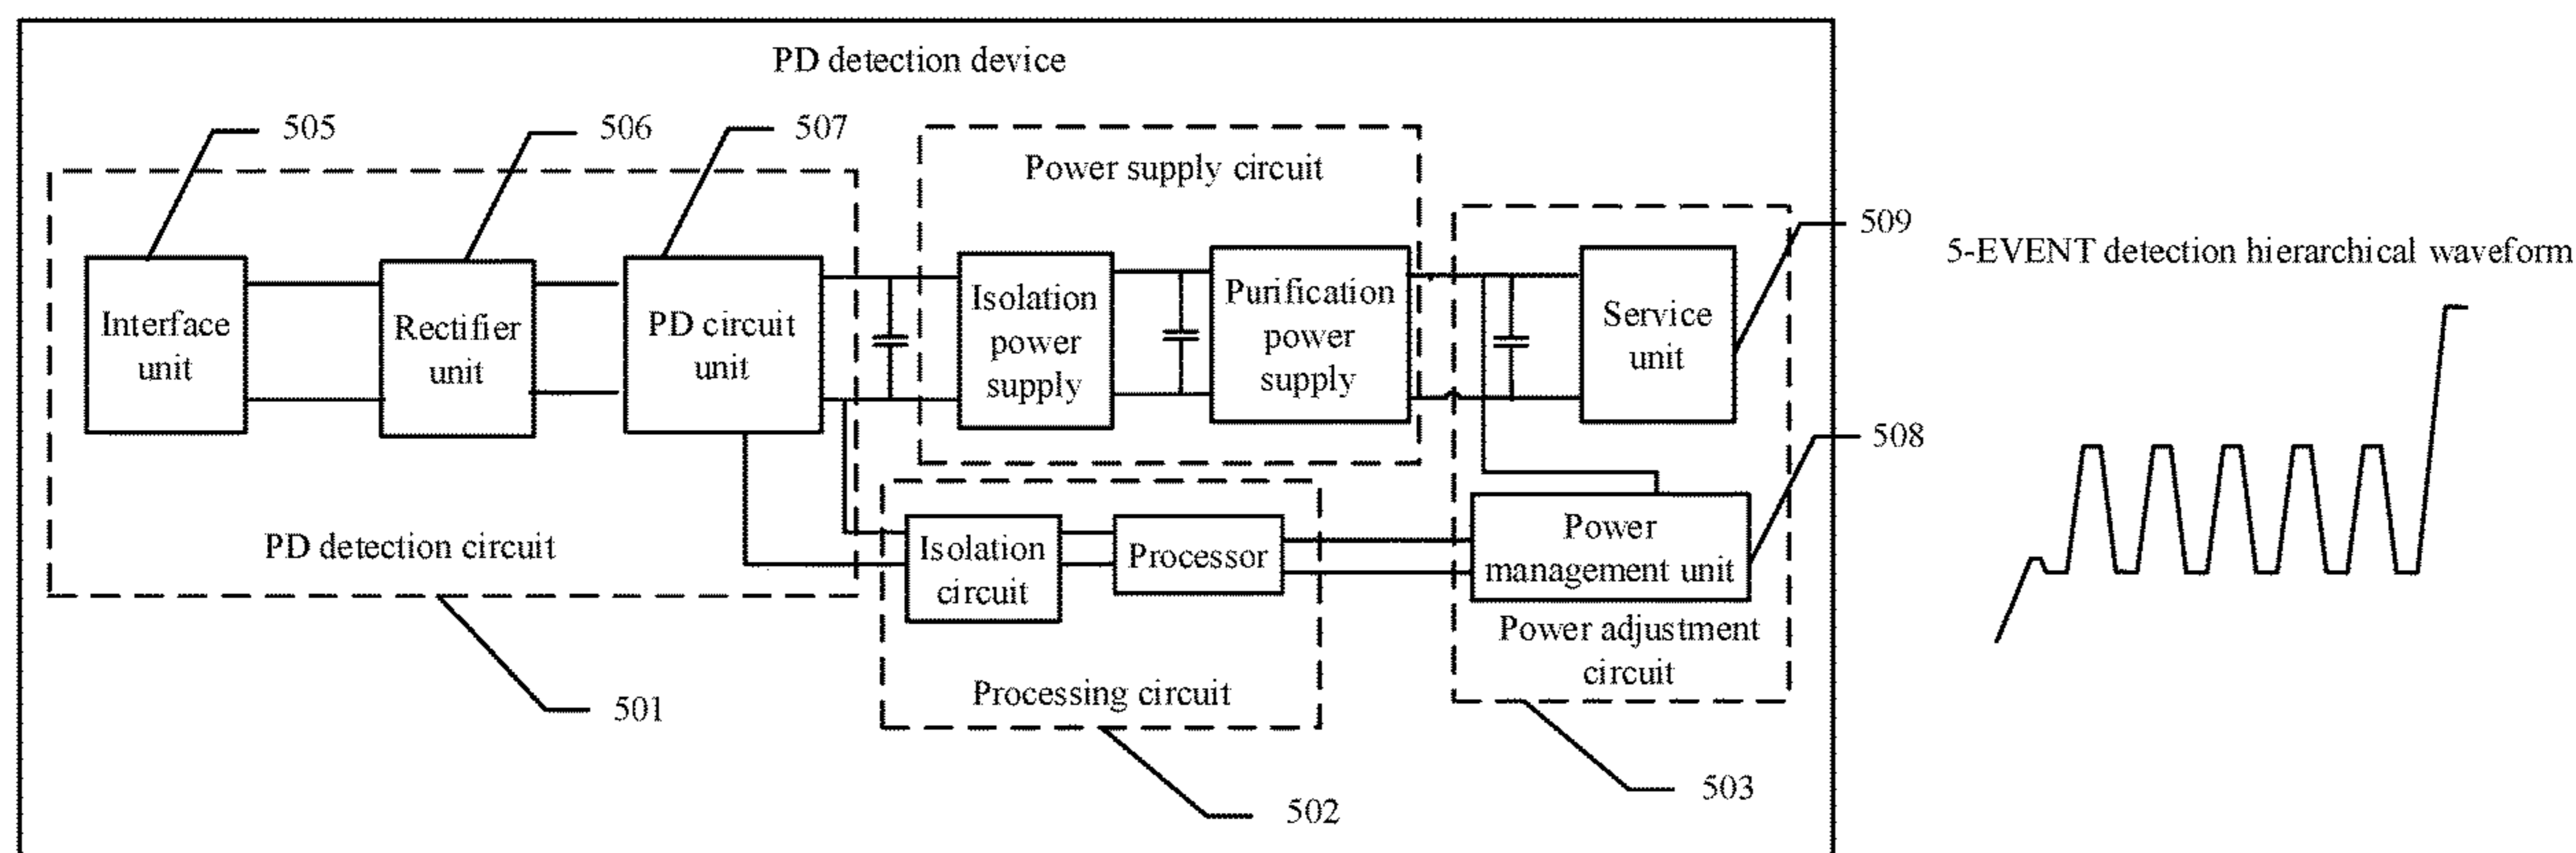 PD detection device
505
506
507
Power supply circuit
509
5-EVENT detection hierarchical waveform
Interface
unit
Rectifier
unit
PD circuit
unit
Isolation
power
supply
Purification
power
supply
Service
unit
508
PD detection circuit
Isolation
circuit
Processor
Power
management unit
Power adjustment
circuit
Processing circuit
501
502
503